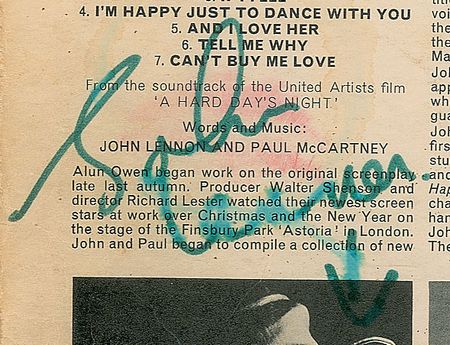 4. I'M HAPPY JUST TO DANCE WITH YOU
5. AND I LOVE HER
6. TELL ME WHY
7. CAN'T BUY ME LOVE
From the soundtrack of the United Artists film
'A HARD DAY'S NIGHT.'
Words and Music:
JOHN LENNON AND PAUL McCARTNEY
Alun Owen began work on the original screenplay
late last autumn. Producer Walter Shenson and
director Richard Lester watched their newest screen
stars at work over Christmas and the New Year on
the stage of the Finsbury Park 'Astoria' in London.
John and Paul began to compile a collection of new